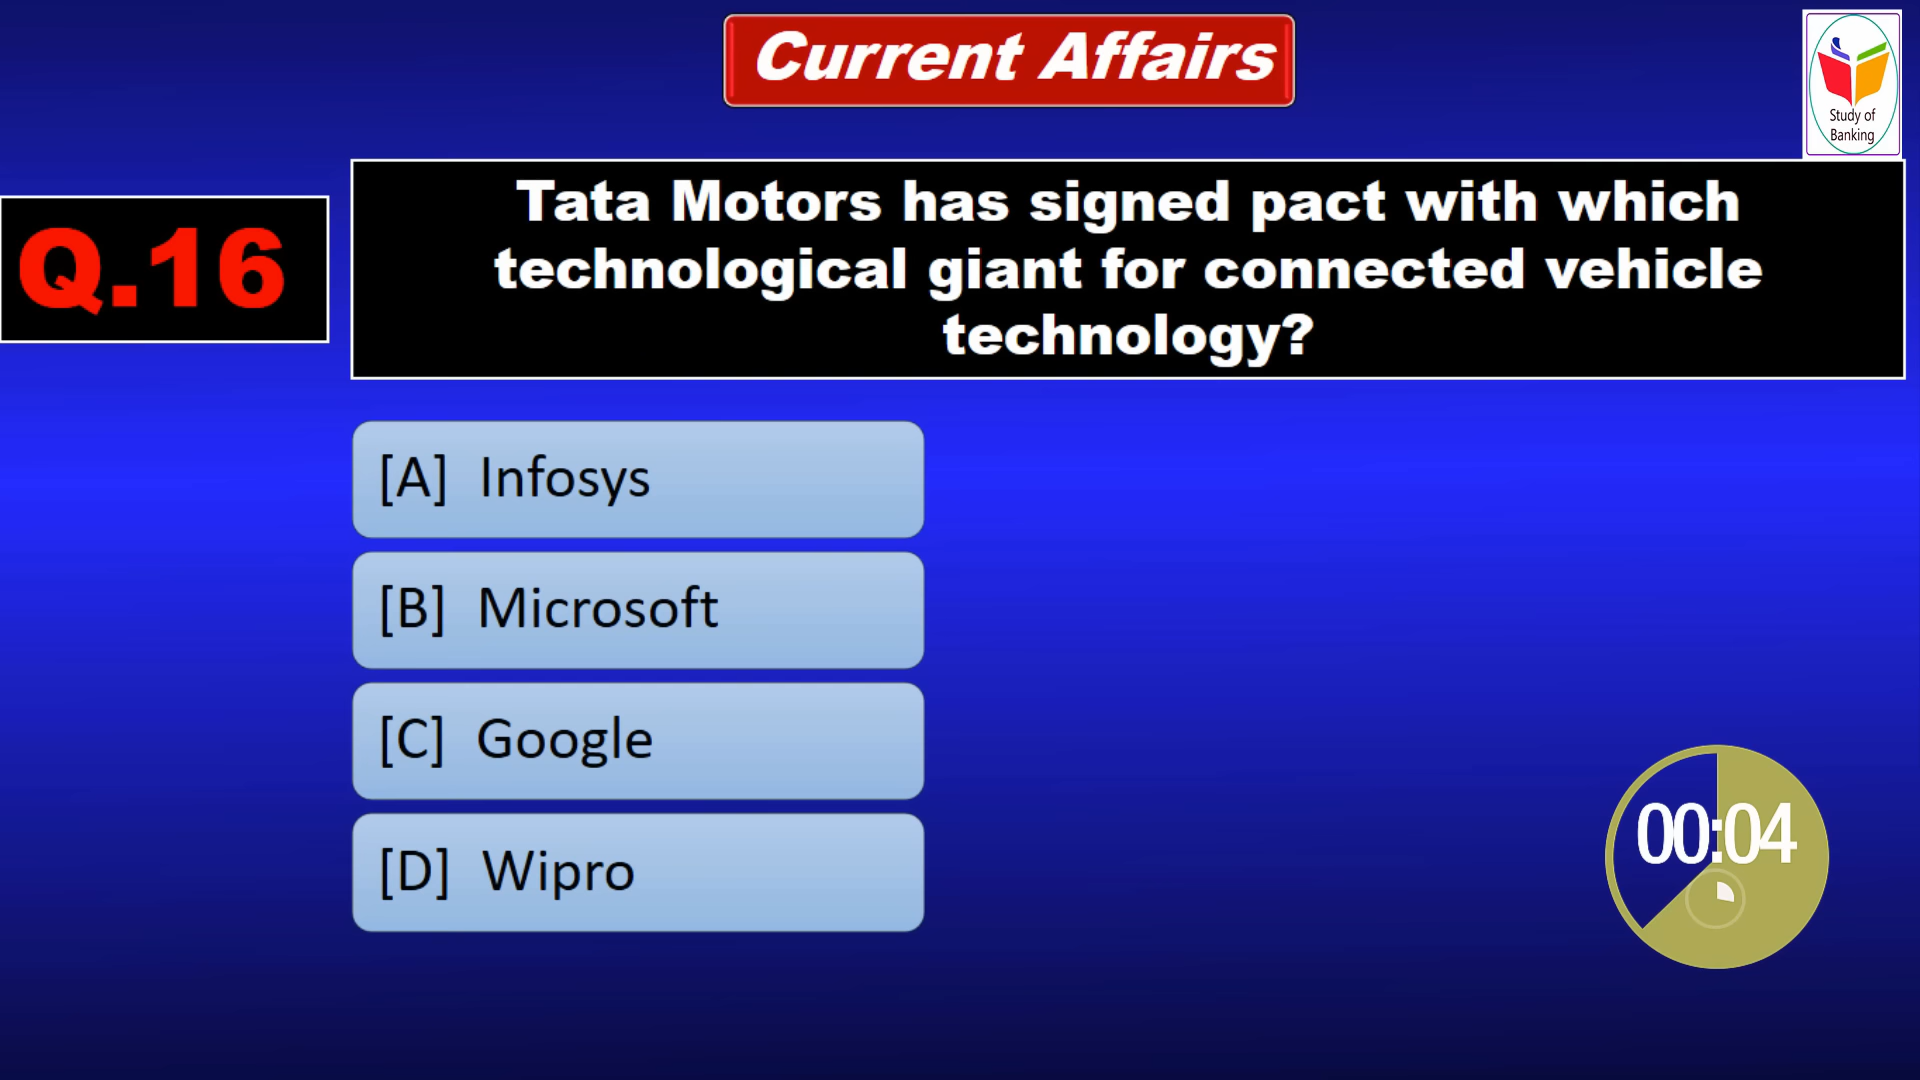 Current Affairs
Study of
Banking
Q.16
Tata Motors has signed pact with which
technological giant for connected vehicle
technology?
[A] Infosys
[B] Microsoft
[C] Google
[D] Wipro
00:04